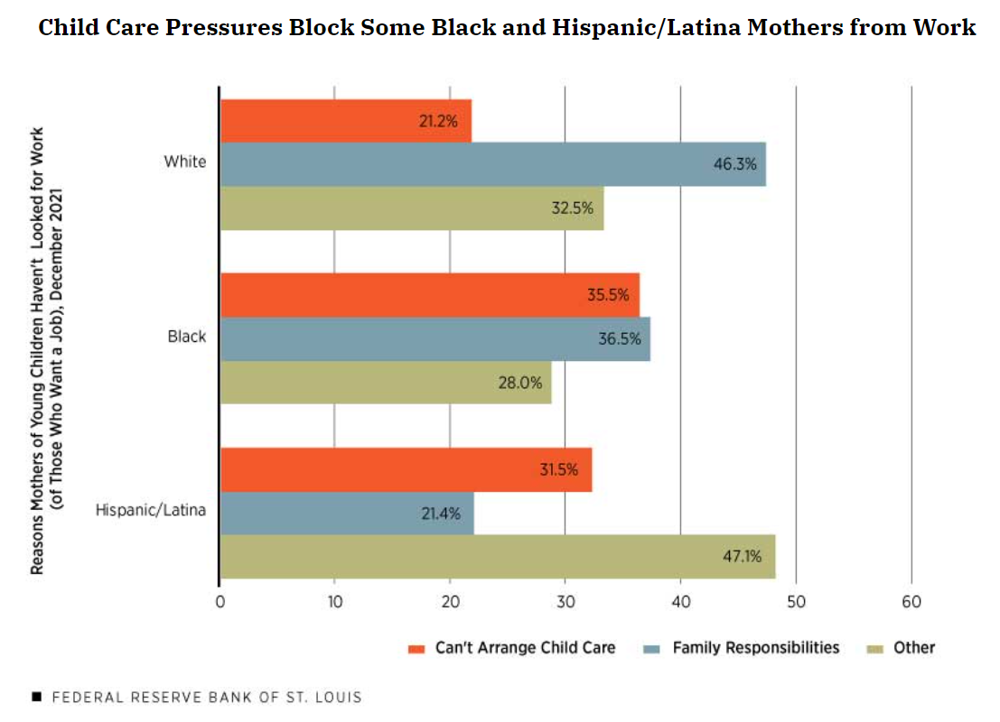 Child Care Pressures Block Some Black and Hispanic/Latina Mothers from Work
Reasons Mothers of Young Children Haven't Looked for Work
(of Those Who Want a Job), December 2021
White
21.2%
46.3%
32.5%
Black
35.5%
36.5%
28.0%
Hispanic/Latina
31.5%
21.4%
47.1%
0 10 20 30 40 50 60
Can't Arrange Child Care Family Responsibilities Other
FEDERAL RESERVE BANK OF ST. LOUIS